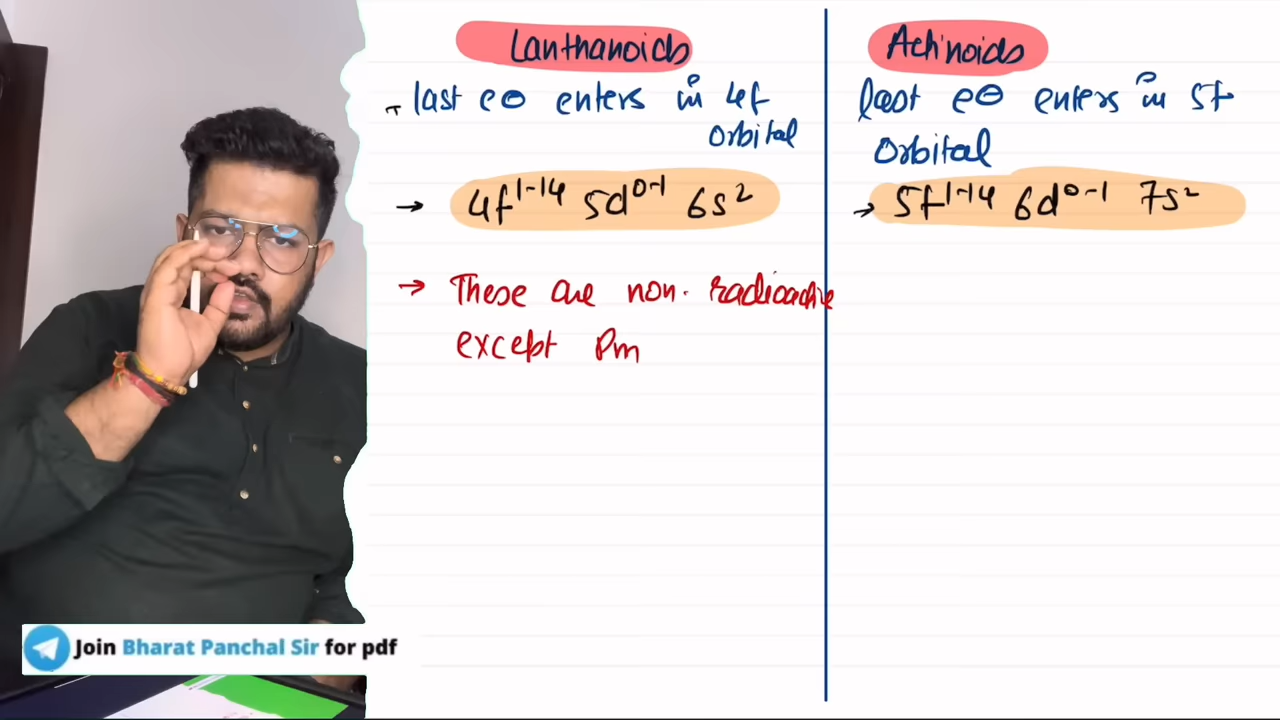 Lanthanoids
last e⊖ enters in 4f
orbital
→ 4f¹⁻¹⁴ 5d⁰⁻¹ 6s²
→ These are non. radioactive
except Pm
Actinoids
last e⊖ enters in 5f
orbital
→ 5f¹⁻¹⁴ 6d⁰⁻¹ 7s²
Join Bharat Panchal Sir for pdf